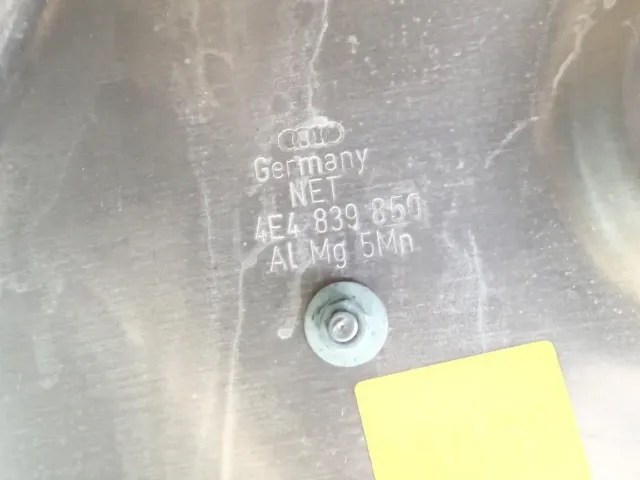 Germany
NET
4E4 839 850
Al Mg 5Mn